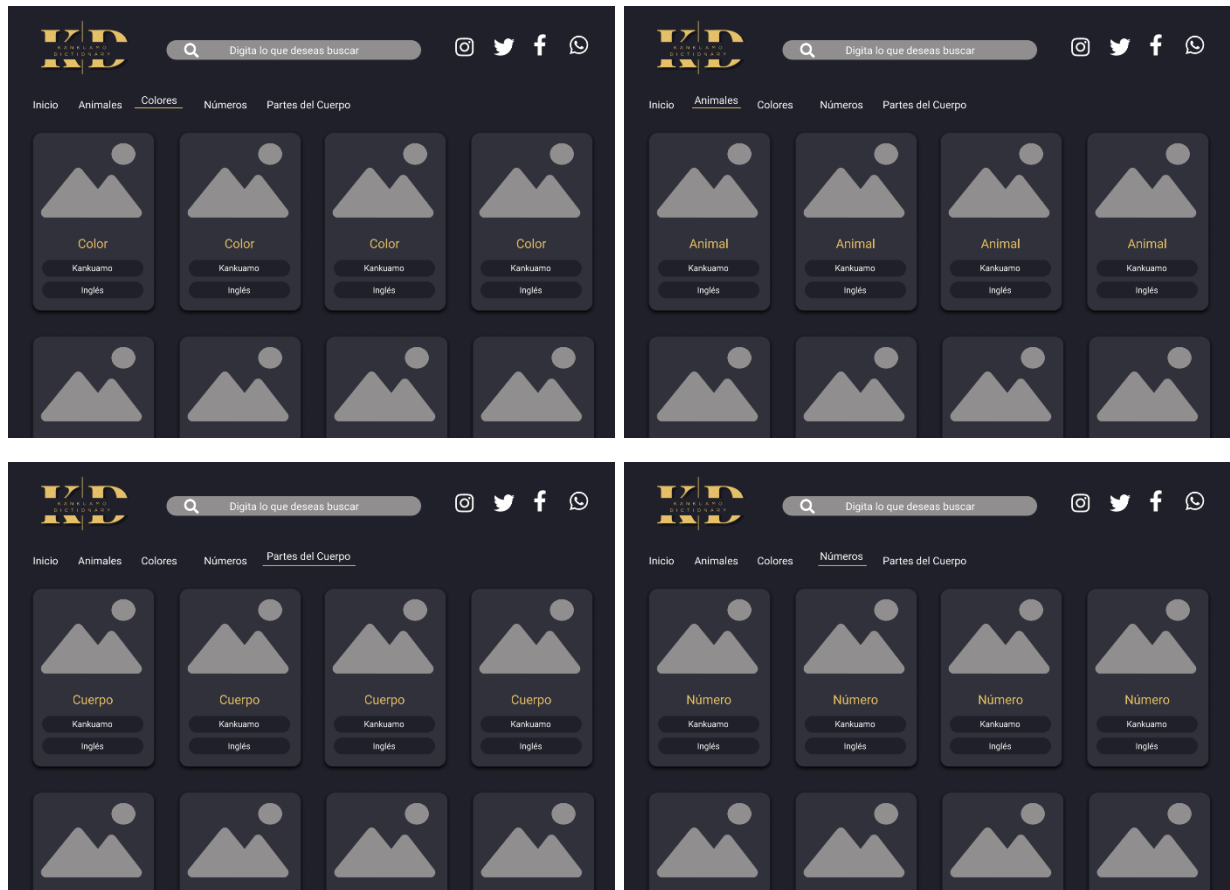 KD
KANKUAMO
DICTIONARY
Digita lo que deseas buscar
Inicio Animales Colores Números Partes del Cuerpo
Color Color Color Color
Kankuamo Kankuamo Kankuamo Kankuamo
Inglés Inglés Inglés Inglés
KD
KANKUAMO
DICTIONARY
Digita lo que deseas buscar
Inicio Animales Colores Números Partes del Cuerpo
Animal Animal Animal Animal
Kankuamo Kankuamo Kankuamo Kankuamo
Inglés Inglés Inglés Inglés
KD
KANKUAMO
DICTIONARY
Digita lo que deseas buscar
Inicio Animales Colores Números Partes del Cuerpo
Cuerpo Cuerpo Cuerpo Cuerpo
Kankuamo Kankuamo Kankuamo Kankuamo
Inglés Inglés Inglés Inglés
KD
KANKUAMO
DICTIONARY
Digita lo que deseas buscar
Inicio Animales Colores Números Partes del Cuerpo
Número Número Número Número
Kankuamo Kankuamo Kankuamo Kankuamo
Inglés Inglés Inglés Inglés